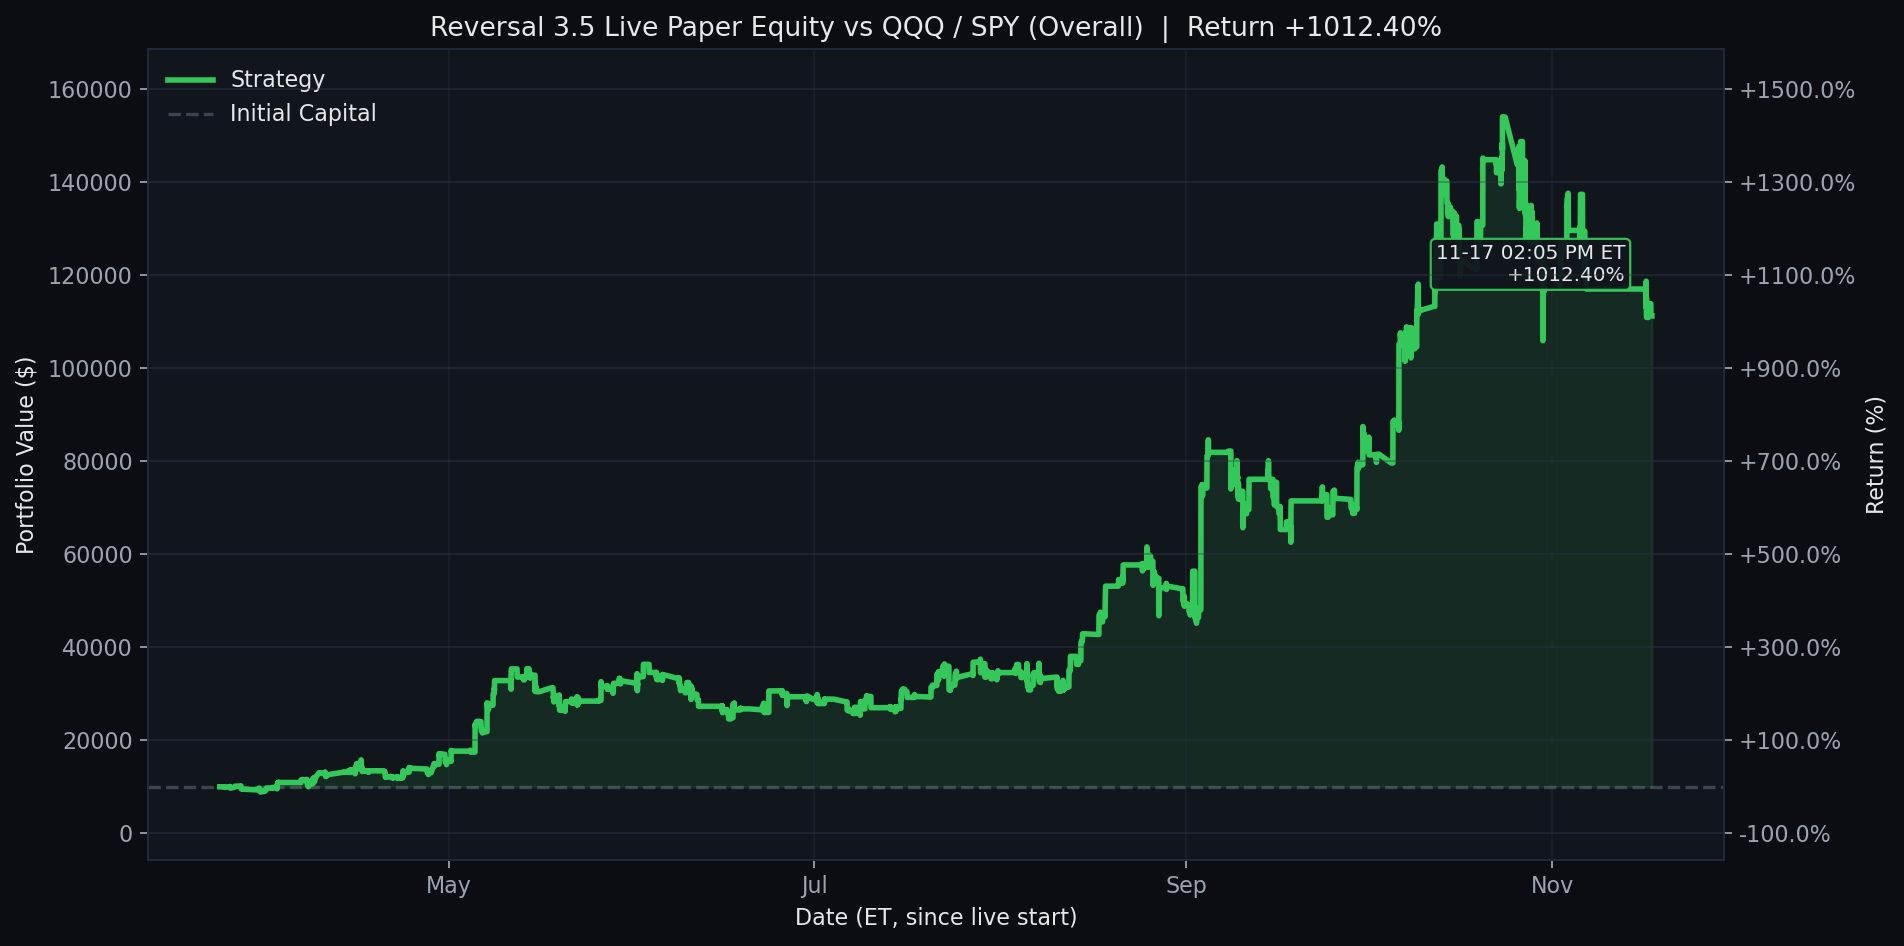 Reversal 3.5 Live Paper Equity vs QQQ / SPY (Overall)  |  Return +1012.40%
Strategy
Initial Capital
160000
140000
120000
100000
80000
60000
40000
20000
0
Portfolio Value ($)
+1500.0%
+1300.0%
+1100.0%
+900.0%
+700.0%
+500.0%
+300.0%
+100.0%
-100.0%
Return (%)
11-17 02:05 PM ET
+1012.40%
May
Jul
Sep
Nov
Date (ET, since live start)